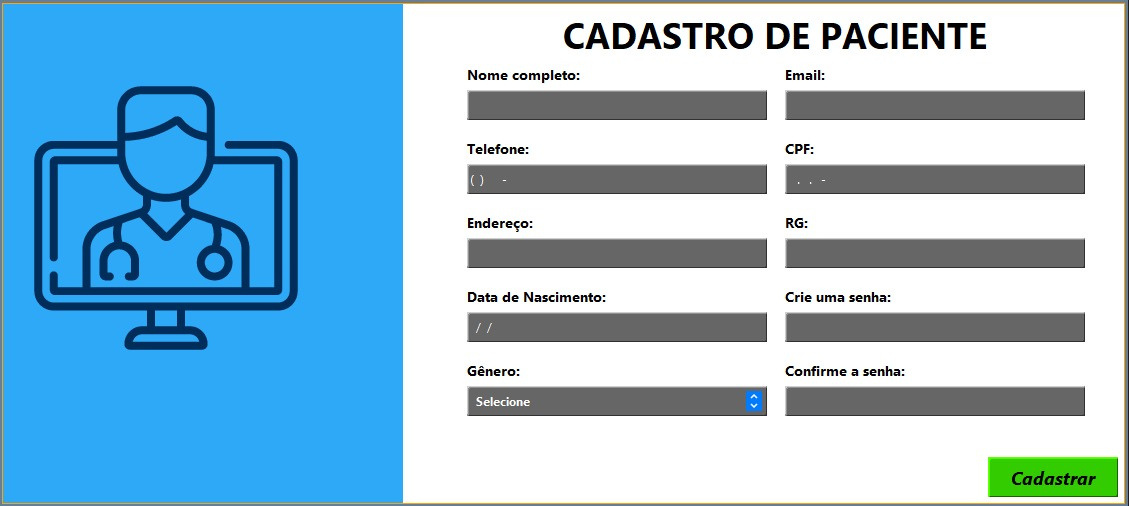 CADASTRO DE PACIENTE
Nome completo: Email:
Telefone: CPF:
( ) - . . -
Endereço: RG:
Data de Nascimento: Crie uma senha:
/ /
Gênero: Confirme a senha:
Selecione
Cadastrar